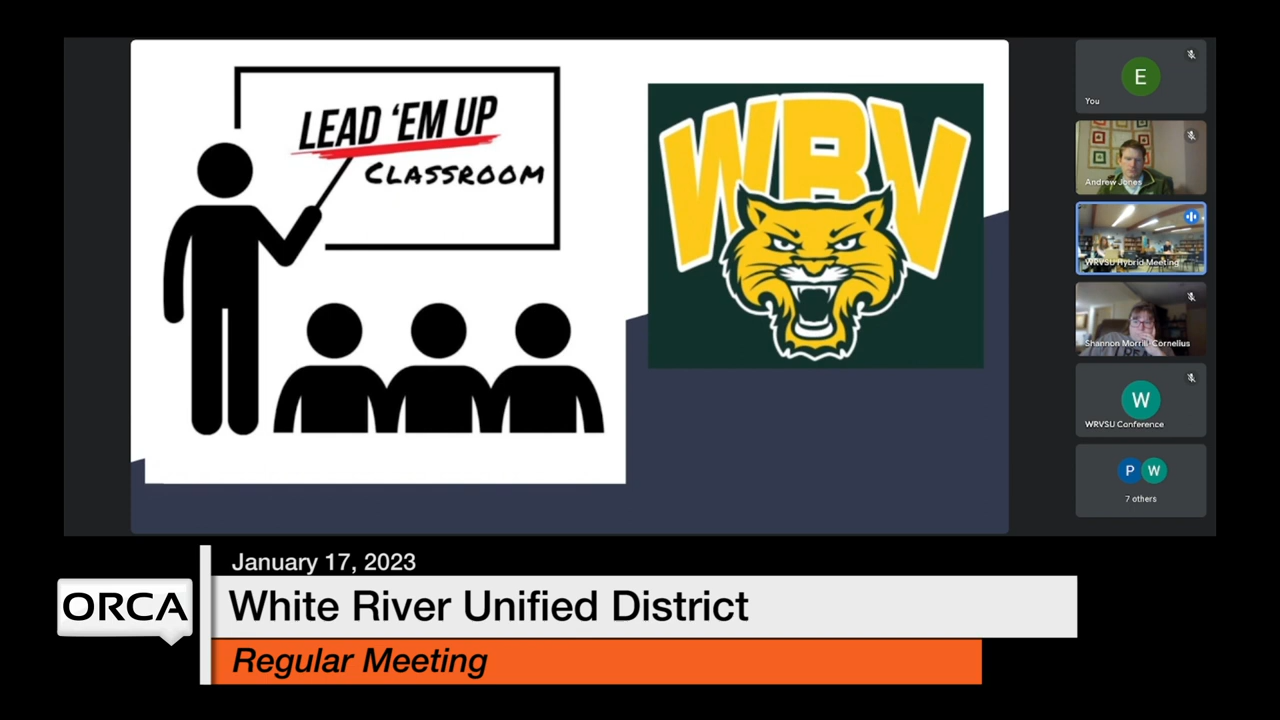 LEAD 'EM UP
CLASSROOM
WRV
E
You
Andrew Jones
WRVSU Hybrid Meeting
Shannon Morrill-Cornelius
W
WRVSU Conference
P W
7 others
January 17, 2023
ORCA
White River Unified District
Regular Meeting